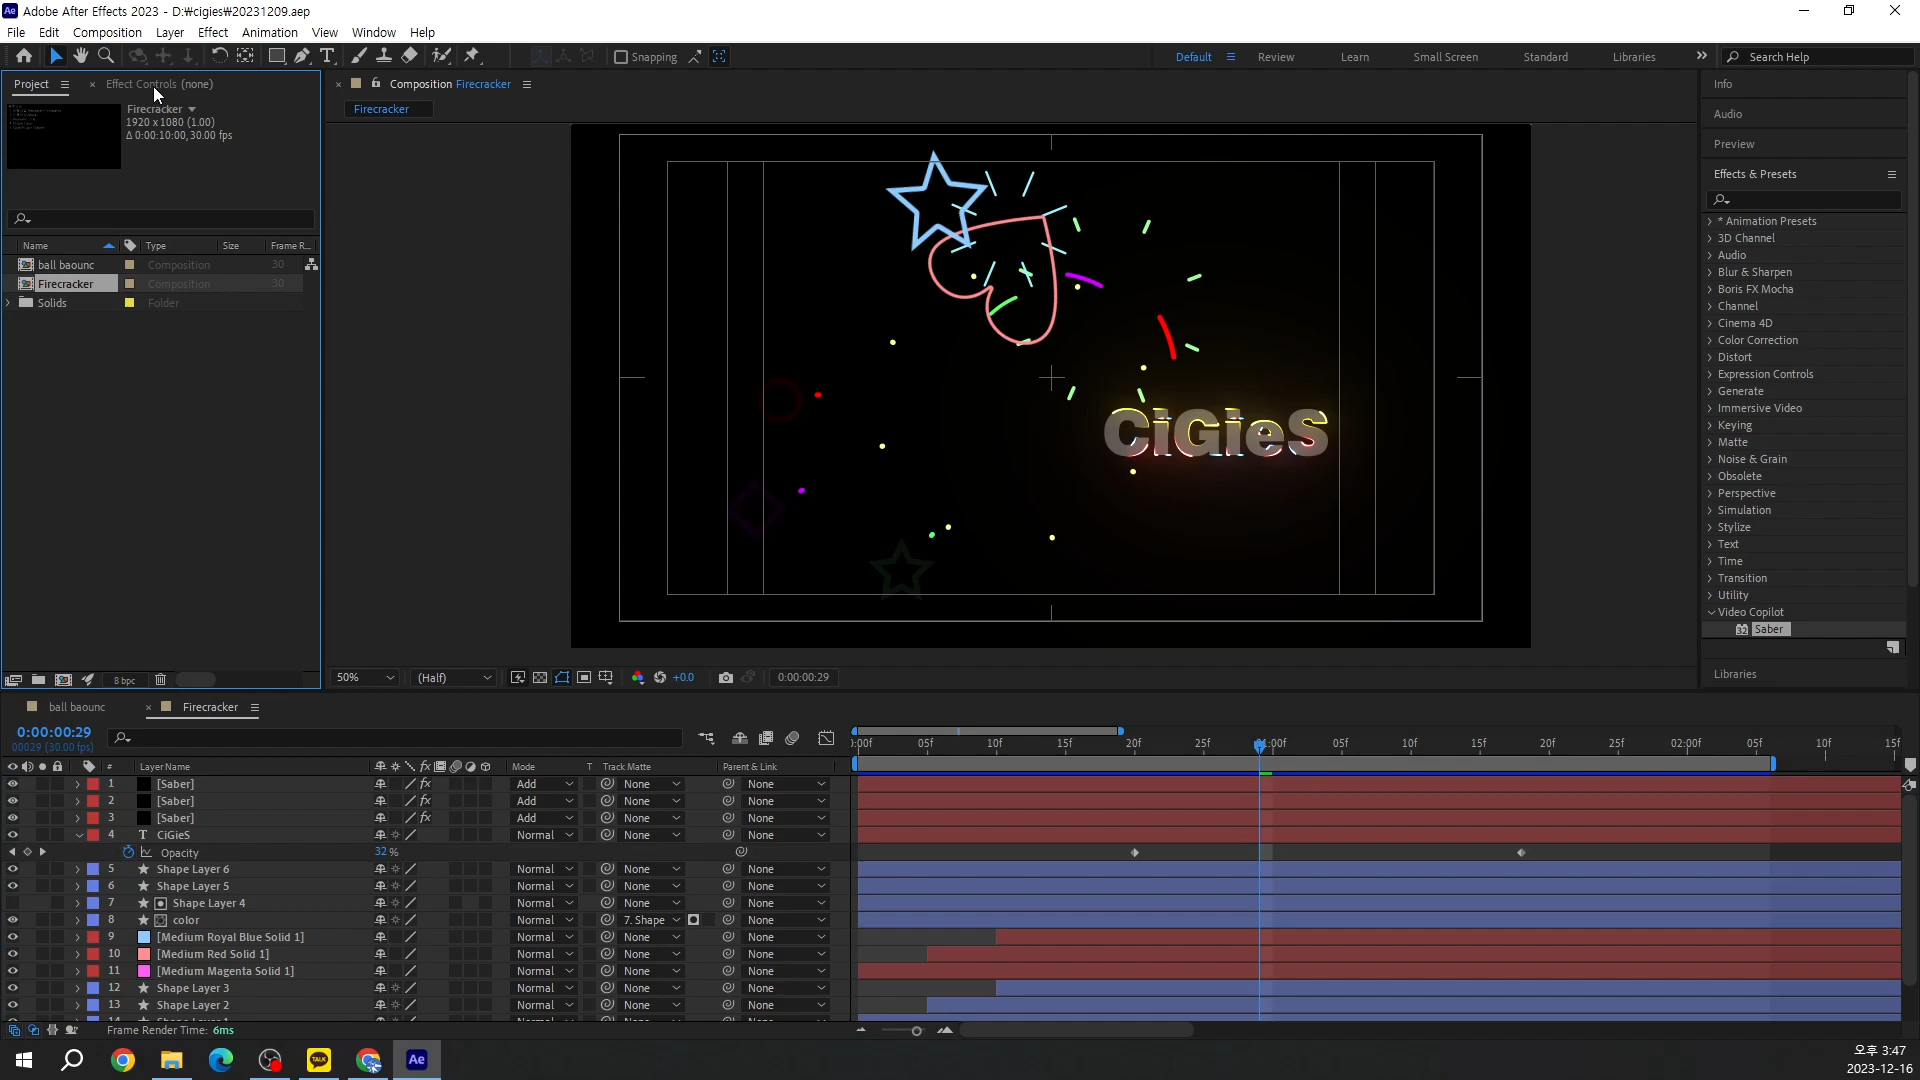 Adobe After Effects 2023 - D:₩cigies₩20231209.aep
File Edit Composition Layer Effect Animation View Window Help
Snapping Default Review Learn Small Screen Standard Libraries Search Help
Project Effect Controls (none)
Firecracker
1920 x 1080 (1.00)
Δ 0:00:10:00, 30.00 fps
Name Type Size Frame R...
ball baounc Composition 30
Firecracker Composition 30
Solids Folder
8 bpc
Composition Firecracker
Firecracker
CiGieS
50% (Half) +0.0 0:00:00:29
Info
Audio
Preview
Effects & Presets
* Animation Presets
3D Channel
Audio
Blur & Sharpen
Boris FX Mocha
Channel
Cinema 4D
Color Correction
Distort
Expression Controls
Generate
Immersive Video
Keying
Matte
Noise & Grain
Obsolete
Perspective
Simulation
Stylize
Text
Time
Transition
Utility
Video Copilot
32 Saber
Libraries
ball baounc Firecracker
0:00:00:29
00029 (30.00 fps)
:00f 05f 10f 15f 20f 25f 01:00f 05f 10f 15f 20f 25f 02:00f 05f 10f 15f
# Layer Name Mode T Track Matte Parent & Link
1 [Saber] Add None None
2 [Saber] Add None None
3 [Saber] Add None None
4 T CiGieS Normal None None
Opacity 32 %
5 Shape Layer 6 Normal None None
6 Shape Layer 5 Normal None None
7 Shape Layer 4 Normal None None
8 color Normal 7. Shape None
9 [Medium Royal Blue Solid 1] Normal None None
10 [Medium Red Solid 1] Normal None None
11 [Medium Magenta Solid 1] Normal None None
12 Shape Layer 3 Normal None None
13 Shape Layer 2 Normal None None
Frame Render Time: 6ms
TALK
Ae
오후 3:47
2023-12-16